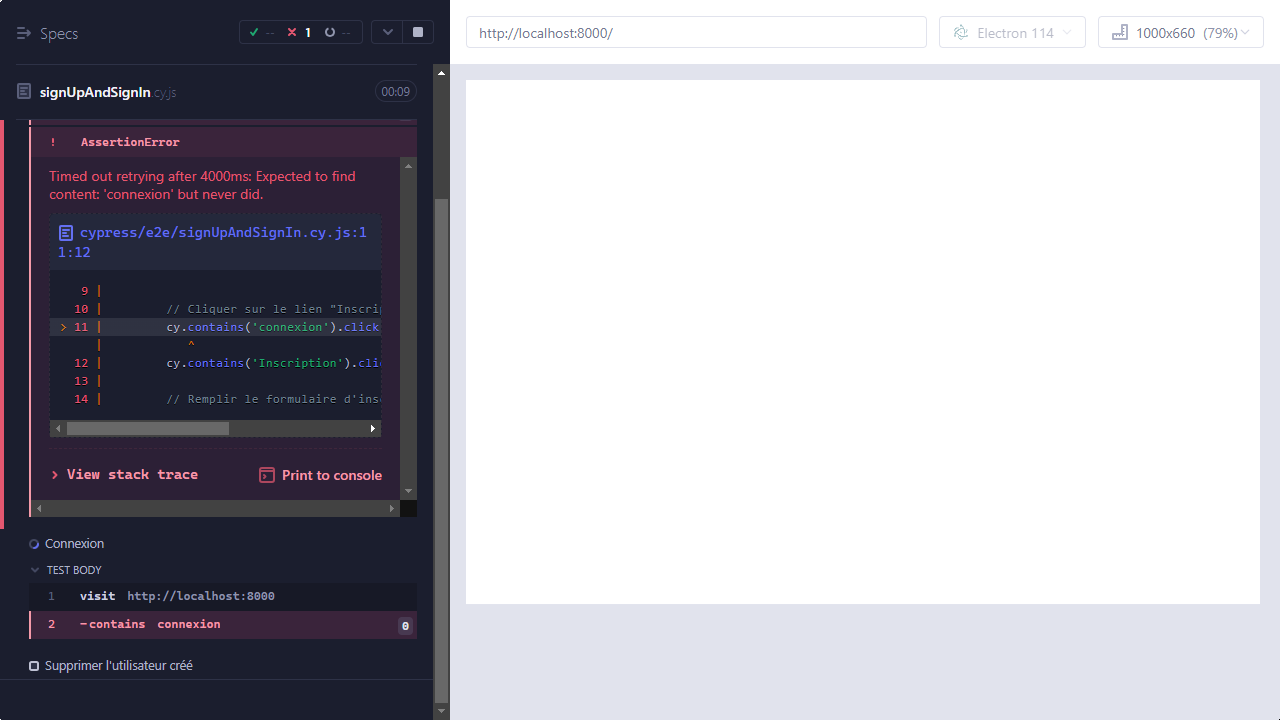 Specs
-- 1 --
http://localhost:8000/
Electron 114
1000x660 (79%)
signUpAndSignIn.cy.js
00:09
! AssertionError
Timed out retrying after 4000ms: Expected to find
content: 'connexion' but never did.
cypress/e2e/signUpAndSignIn.cy.js:1
1:12
9 |
10 | // Cliquer sur le lien "Inscrip
> 11 | cy.contains('connexion').click
| ^
12 | cy.contains('Inscription').clic
13 |
14 | // Remplir le formulaire d'insc
> View stack trace
Print to console
Connexion
TEST BODY
1 visit http://localhost:8000
2 -contains connexion 0
Supprimer l'utilisateur créé